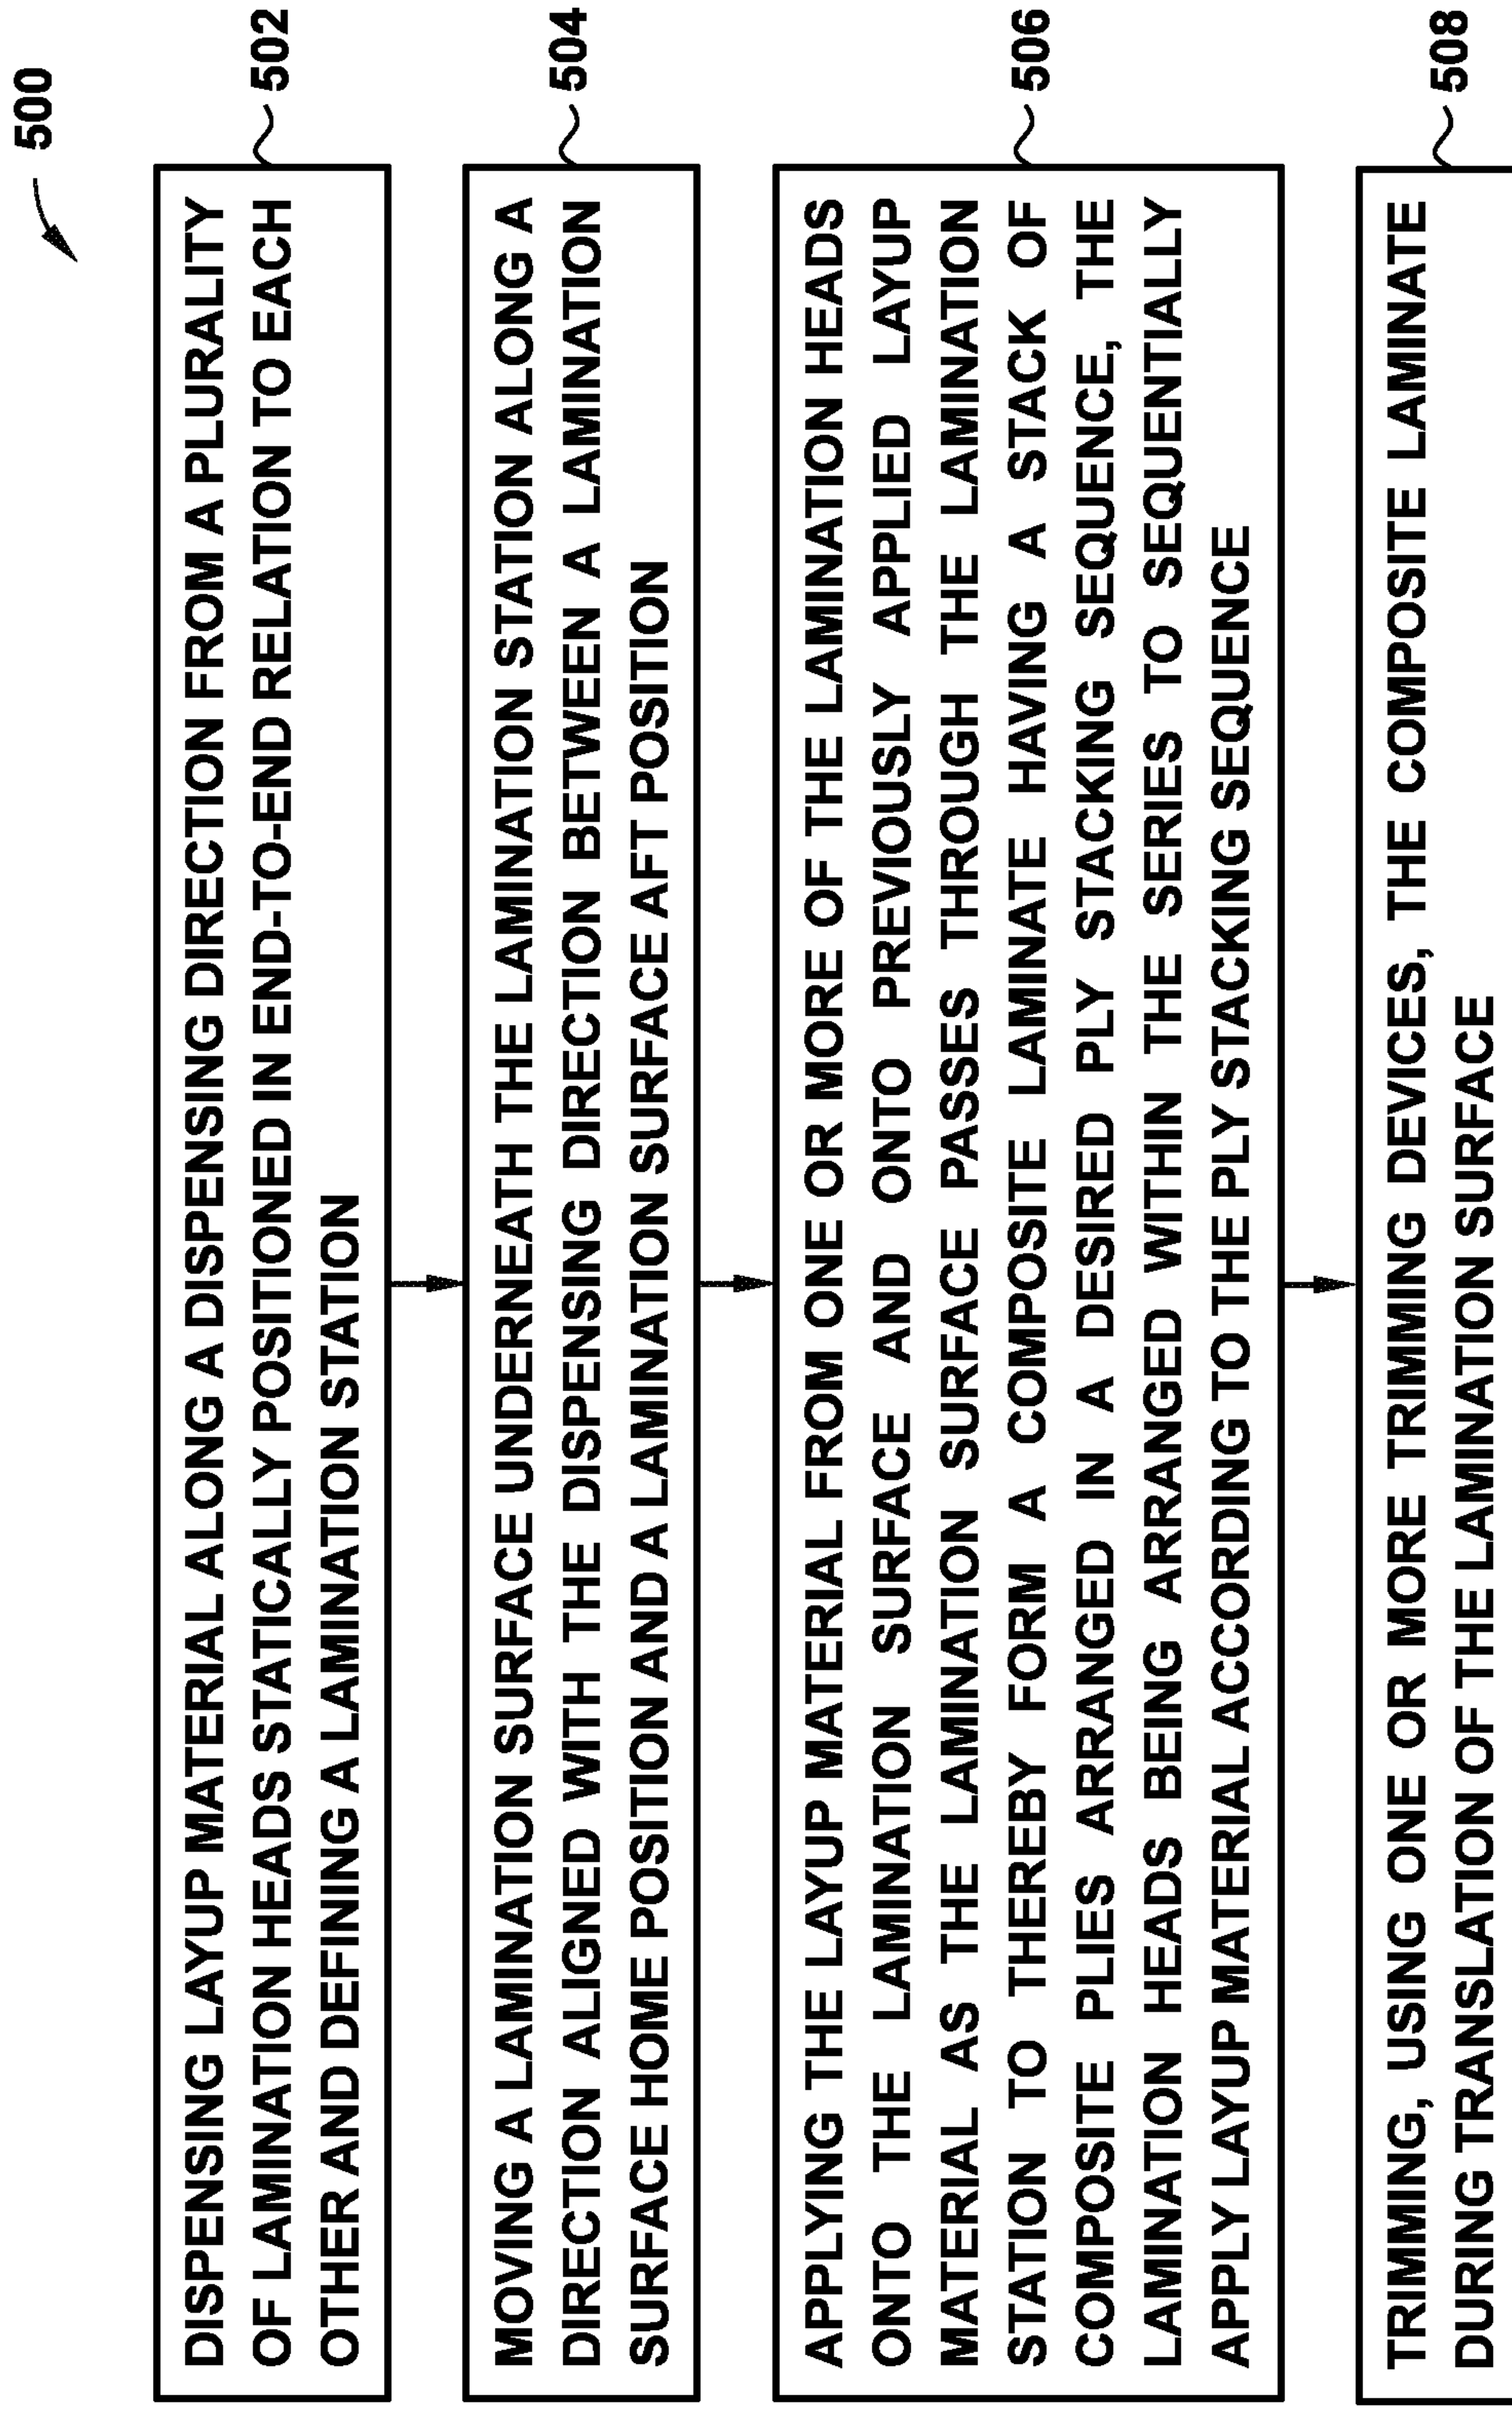 500
DISPENSING LAYUP MATERIAL ALONG A DISPENSING DIRECTION FROM A PLURALITY
OF LAMINATION HEADS STATICALLY POSITIONED IN END-TO-END RELATION TO EACH
OTHER AND DEFINING A LAMINATION STATION
502
MOVING A LAMINATION SURFACE UNDERNEATH THE LAMINATION STATION ALONG A
DIRECTION ALIGNED WITH THE DISPENSING DIRECTION BETWEEN A LAMINATION
SURFACE HOME POSITION AND A LAMINATION SURFACE AFT POSITION
504
APPLYING THE LAYUP MATERIAL FROM ONE OR MORE OF THE LAMINATION HEADS
ONTO THE LAMINATION SURFACE AND ONTO PREVIOUSLY APPLIED LAYUP
MATERIAL AS THE LAMINATION SURFACE PASSES THROUGH THE LAMINATION
STATION TO THEREBY FORM A COMPOSITE LAMINATE HAVING A STACK OF
COMPOSITE PLIES ARRANGED IN A DESIRED PLY STACKING SEQUENCE, THE
LAMINATION HEADS BEING ARRANGED WITHIN THE SERIES TO SEQUENTIALLY
APPLY LAYUP MATERIAL ACCORDING TO THE PLY STACKING SEQUENCE
506
TRIMMING, USING ONE OR MORE TRIMMING DEVICES, THE COMPOSITE LAMINATE
DURING TRANSLATION OF THE LAMINATION SURFACE
508